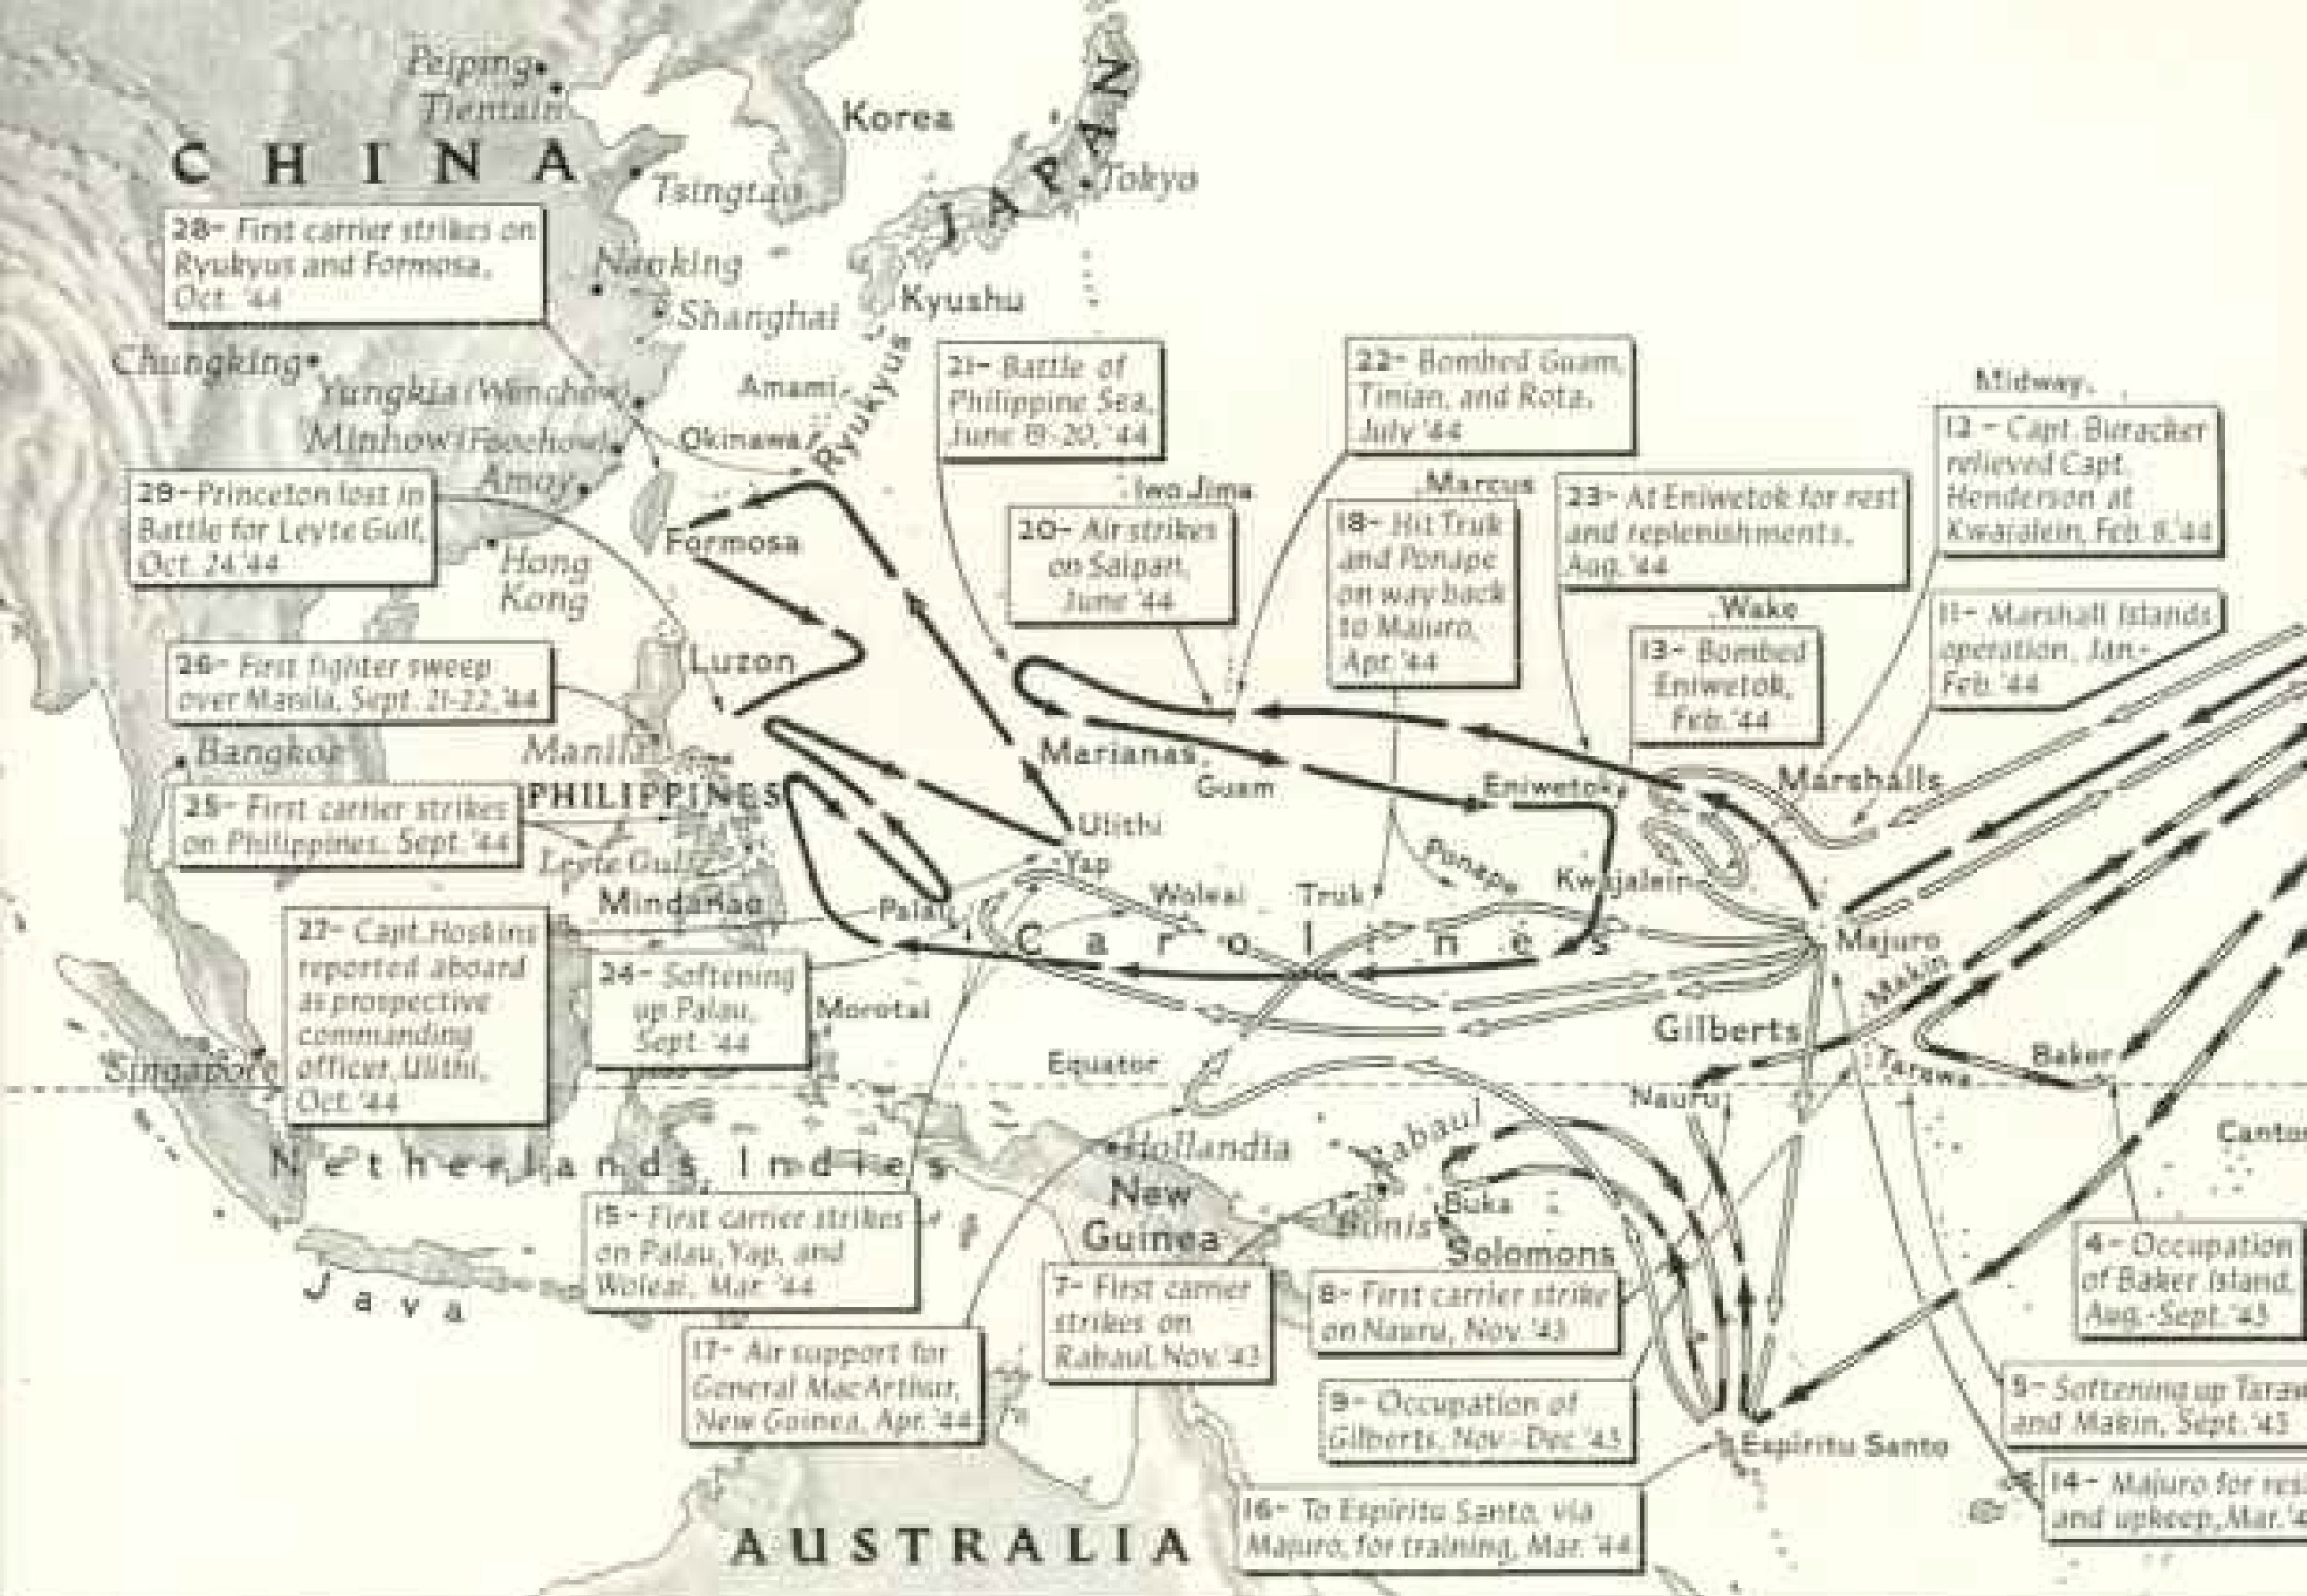 Peiping
Tientsin
CHINA
Korea
JAPAN
Tsingtao
Tokyo
28- First carrier strikes on
Ryukyus and Formosa,
Oct. '44
Nanking
Kyushu
Shanghai
Chungking
Yungkia (Wenchow)
Minhow (Foochow)
Amoy
Amami
Okinawa
Ryukyus
21- Battle of
Philippine Sea,
June 19-20, '44
22- Bombed Guam,
Tinian, and Rota,
July '44
Midway
12- Capt. Buracker
relieved Capt.
Henderson at
Kwajalein, Feb. 8, '44
29- Princeton lost in
Battle for Leyte Gulf,
Oct. 24, '44
Hong
Kong
Formosa
Iwo Jima
20- Air strikes
on Saipan,
June '44
Marcus
18- Hit Truk
and Ponape
on way back
to Majuro,
Apr. '44
23- At Eniwetok for rest
and replenishments,
Aug. '44
Wake
13- Bombed
Eniwetok,
Feb. '44
11- Marshall Islands
operation, Jan.-
Feb. '44
26- First fighter sweep
over Manila, Sept. 21-22, '44
Luzon
Bangkok
Manila
PHILIPPINES
Marianas
Guam
Eniwetok
Marshalls
25- First carrier strikes
on Philippines, Sept. '44
Leyte Gulf
Mindanao
Ulithi
Yap
Palau
Woleai
Truk
Ponape
Kwajalein
Carolines
Majuro
Makin
27- Capt. Hoskins
reported aboard
as prospective
commanding
officer, Ulithi,
Oct. '44
24- Softening
up Palau,
Sept. '44
Morotai
Gilberts
Singapore
Equator
Nauru
Tarawa
Baker
Netherlands Indies
Hollandia
New
Guinea
Rabaul
Buka
Bonis
Solomons
Java
15- First carrier strikes
on Palau, Yap, and
Woleai, Mar. '44
7- First carrier
strikes on
Rabaul, Nov. '43
8- First carrier strike
on Nauru, Nov. '43
4- Occupation
of Baker Island,
Aug.-Sept. '43
17- Air support for
General MacArthur,
New Guinea, Apr. '44
9- Occupation of
Gilberts, Nov.-Dec. '43
5- Softening up
and Makin, Sept. '43
Espiritu Santo
16- To Espiritu Santo, via
Majuro, for training, Mar. '44
14- Majuro for
and upkeep, Mar.
AUSTRALIA